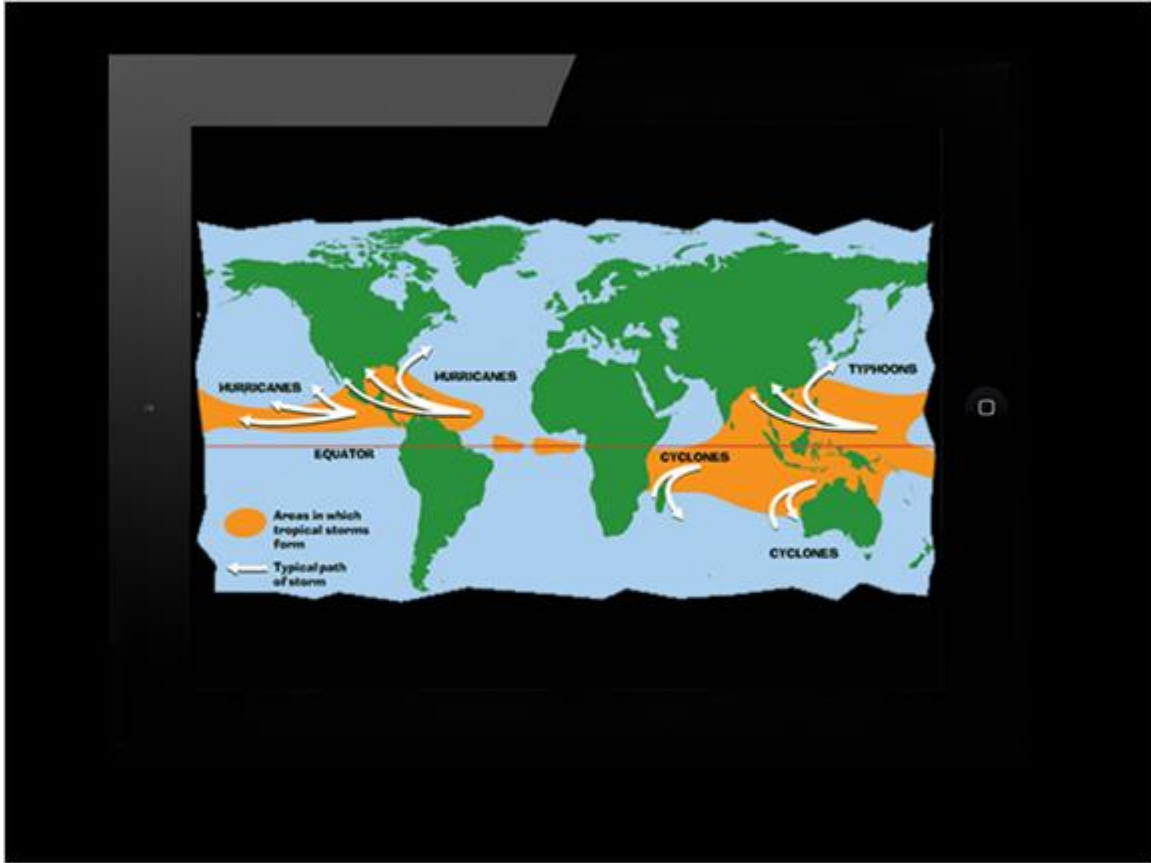 HURRICANES
HURRICANES
TYPHOONS
EQUATOR
CYCLONES
Areas in which
tropical storms
form
CYCLONES
Typical path
of storm